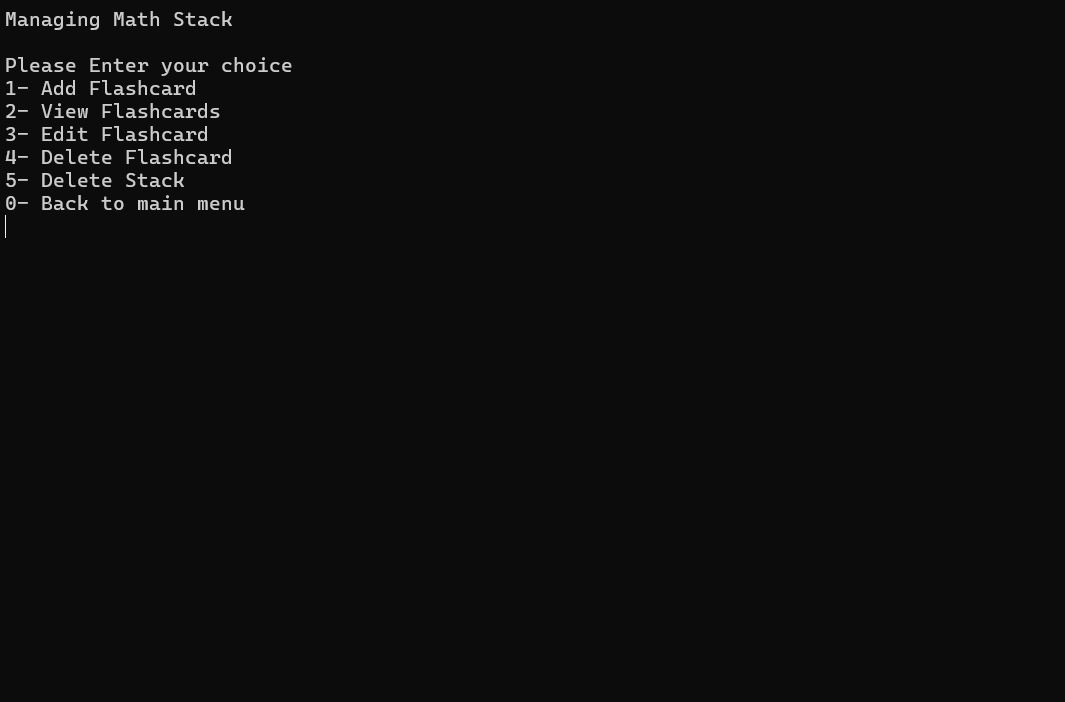 Managing Math Stack
Please Enter your choice
1- Add Flashcard
2- View Flashcards
3- Edit Flashcard
4- Delete Flashcard
5- Delete Stack
0- Back to main menu